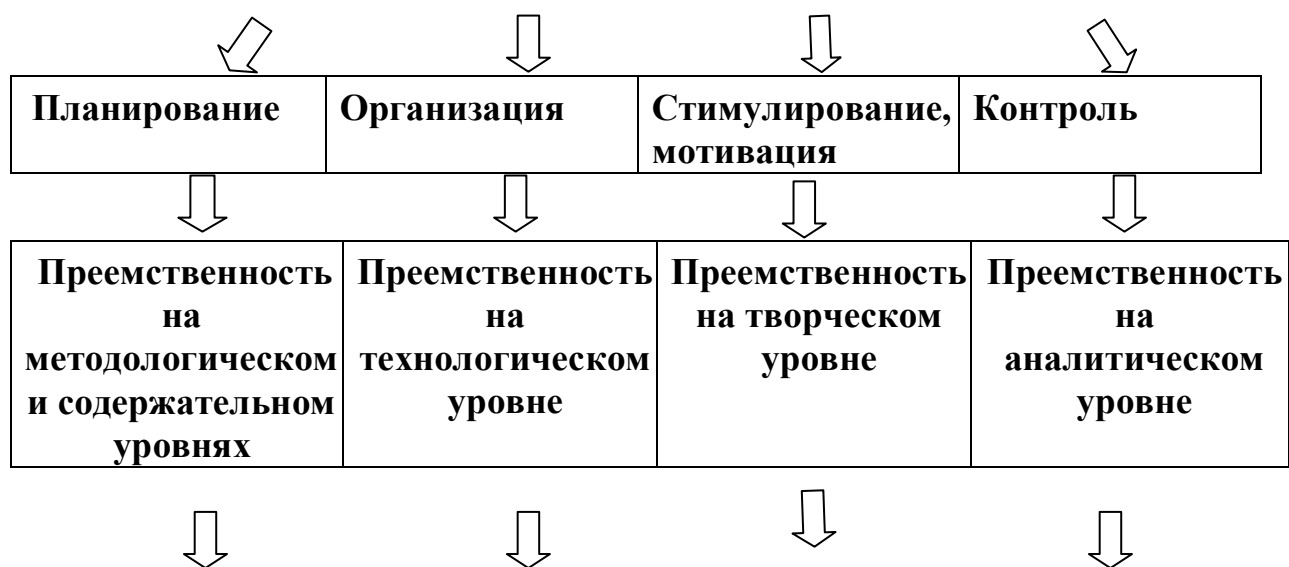 Планирование
Организация
Стимулирование,
мотивация
Контроль
Преемственность
на
методологическом
и содержательном
уровнях
Преемственность
на
технологическом
уровне
Преемственность
на творческом
уровне
Преемственность
на
аналитическом
уровне